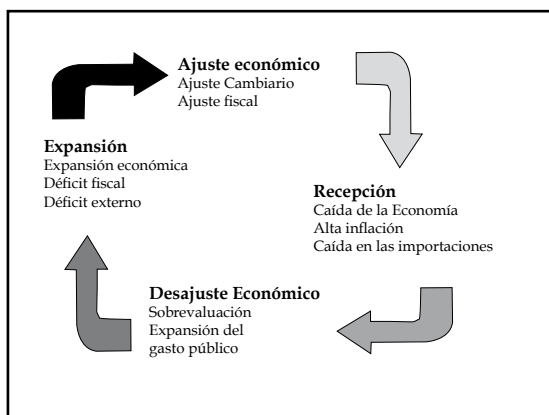 Ajuste económico
Ajuste Cambiario
Ajuste fiscal
Expansión
Expansión económica
Déficit fiscal
Déficit externo
Recepción
Caída de la Economía
Alta inflación
Caída en las importaciones
Desajuste Económico
Sobrevaluación
Expansión del
gasto público